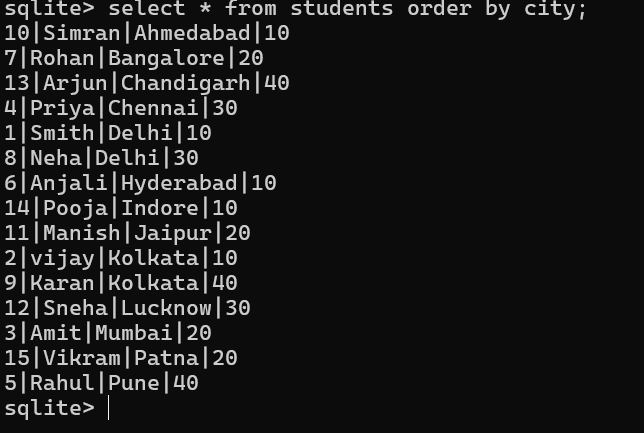 sqlite> select * from students order by city;
10|Simran|Ahmedabad|10
7|Rohan|Bangalore|20
13|Arjun|Chandigarh|40
4|Priya|Chennai|30
1|Smith|Delhi|10
8|Neha|Delhi|30
6|Anjali|Hyderabad|10
14|Pooja|Indore|10
11|Manish|Jaipur|20
2|vijay|Kolkata|10
9|Karan|Kolkata|40
12|Sneha|Lucknow|30
3|Amit|Mumbai|20
15|Vikram|Patna|20
5|Rahul|Pune|40
sqlite>